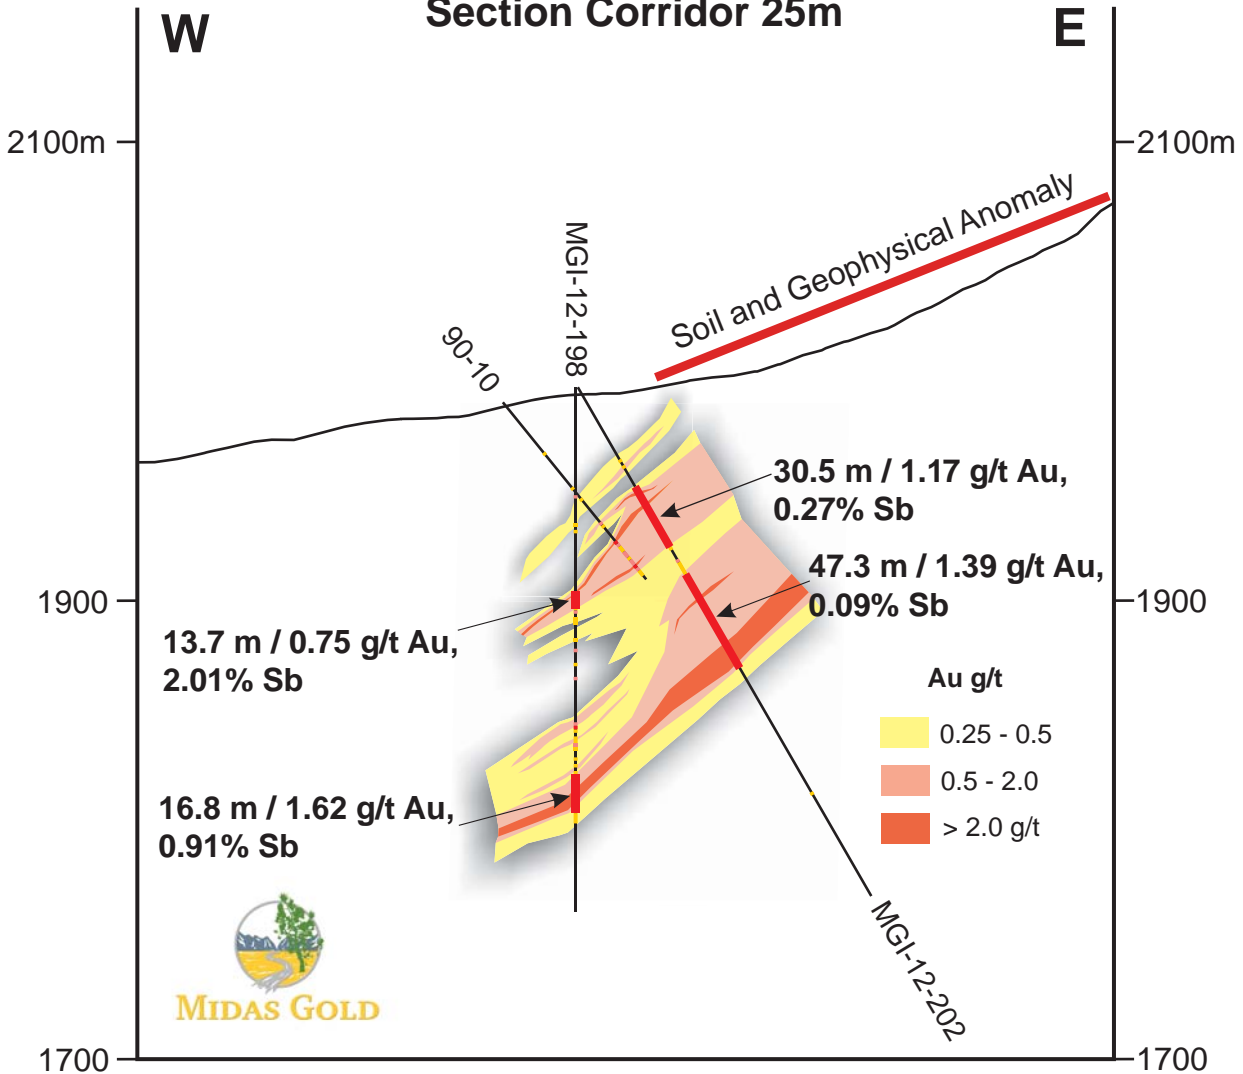 Section Corridor 25m
W
E
2100m
2100m
Soil and Geophysical Anomaly
MGI-12-198
90-10
30.5 m / 1.17 g/t Au,
0.27% Sb
47.3 m / 1.39 g/t Au,
0.09% Sb
1900
1900
13.7 m / 0.75 g/t Au,
2.01% Sb
Au g/t
0.25 - 0.5
0.5 - 2.0
> 2.0 g/t
16.8 m / 1.62 g/t Au,
0.91% Sb
MGI-12-202
MIDAS GOLD
1700
1700